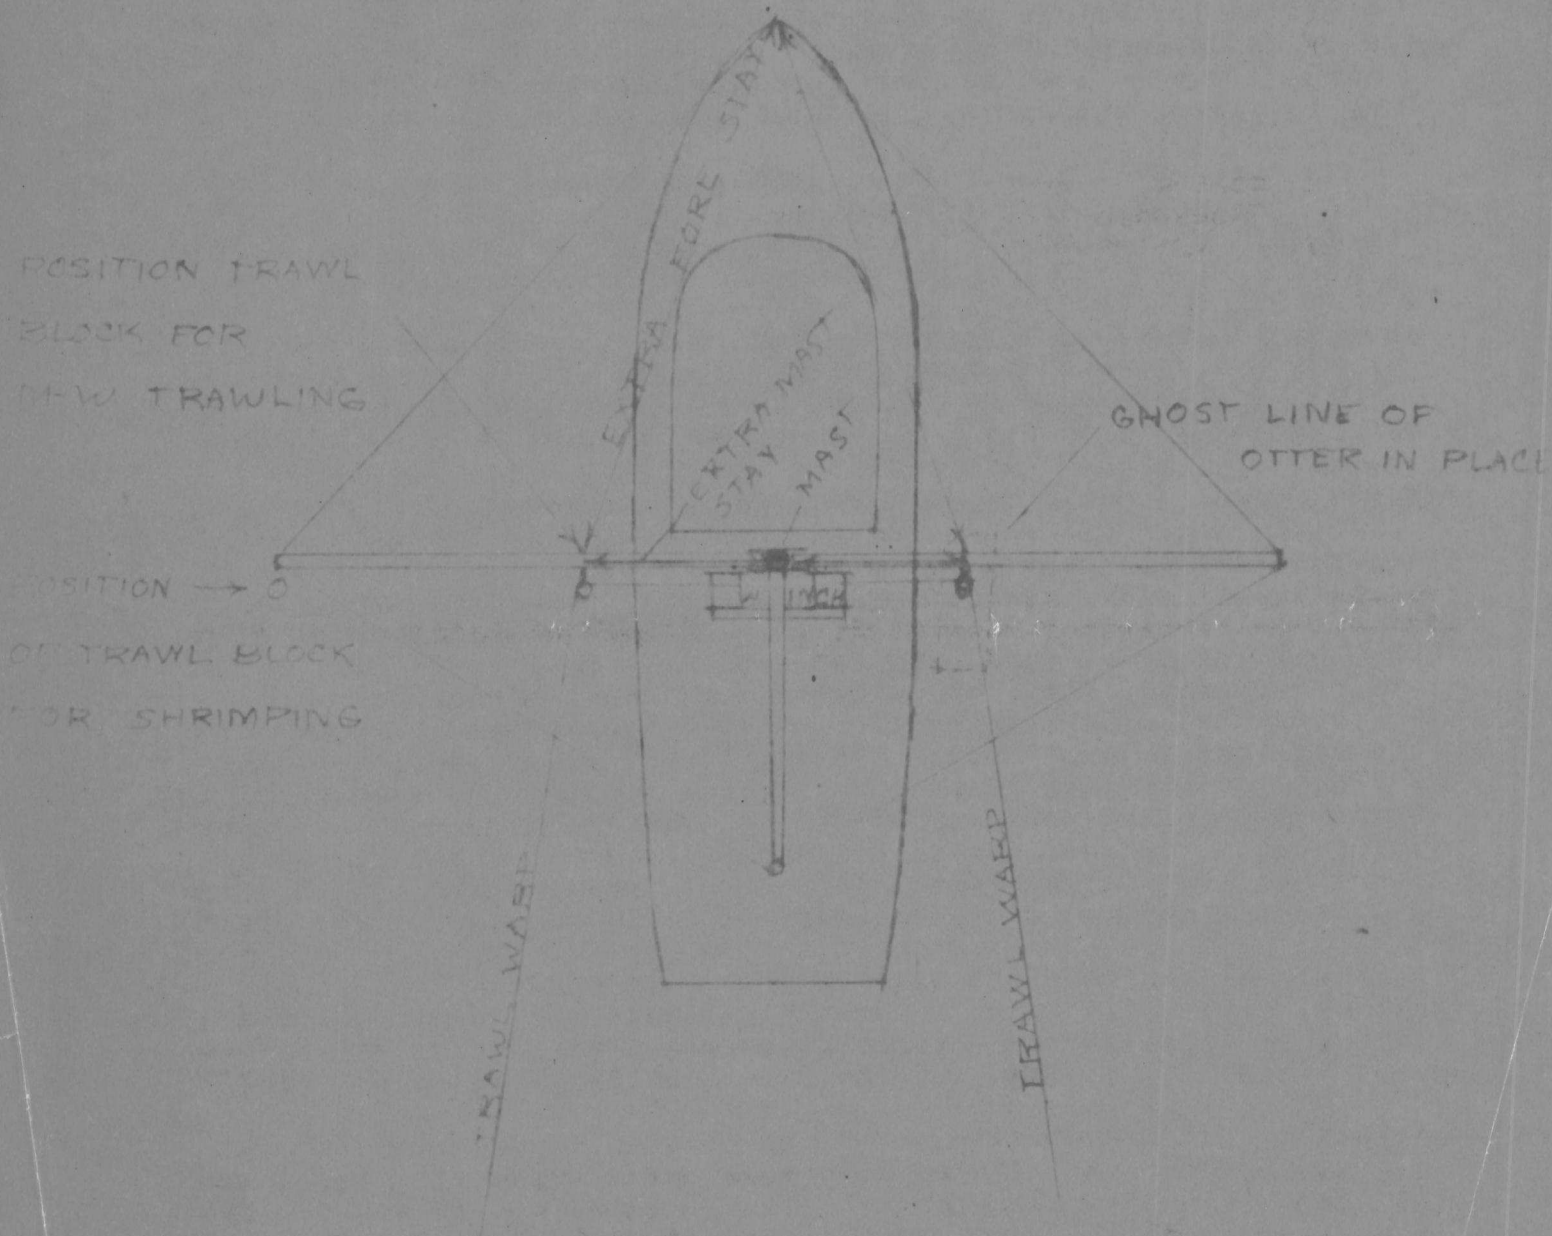 POSITION TRAWL
BLOCK FOR
M-W TRAWLING
EXTRA FORE STAY
EXTRA MAST
STAY
MAST
GHOST LINE OF
OTTER IN PLACE
POSITION → O
OF TRAWL BLOCK
FOR SHRIMPING
WINCH
TRAWL WARP
TRAWL WARP